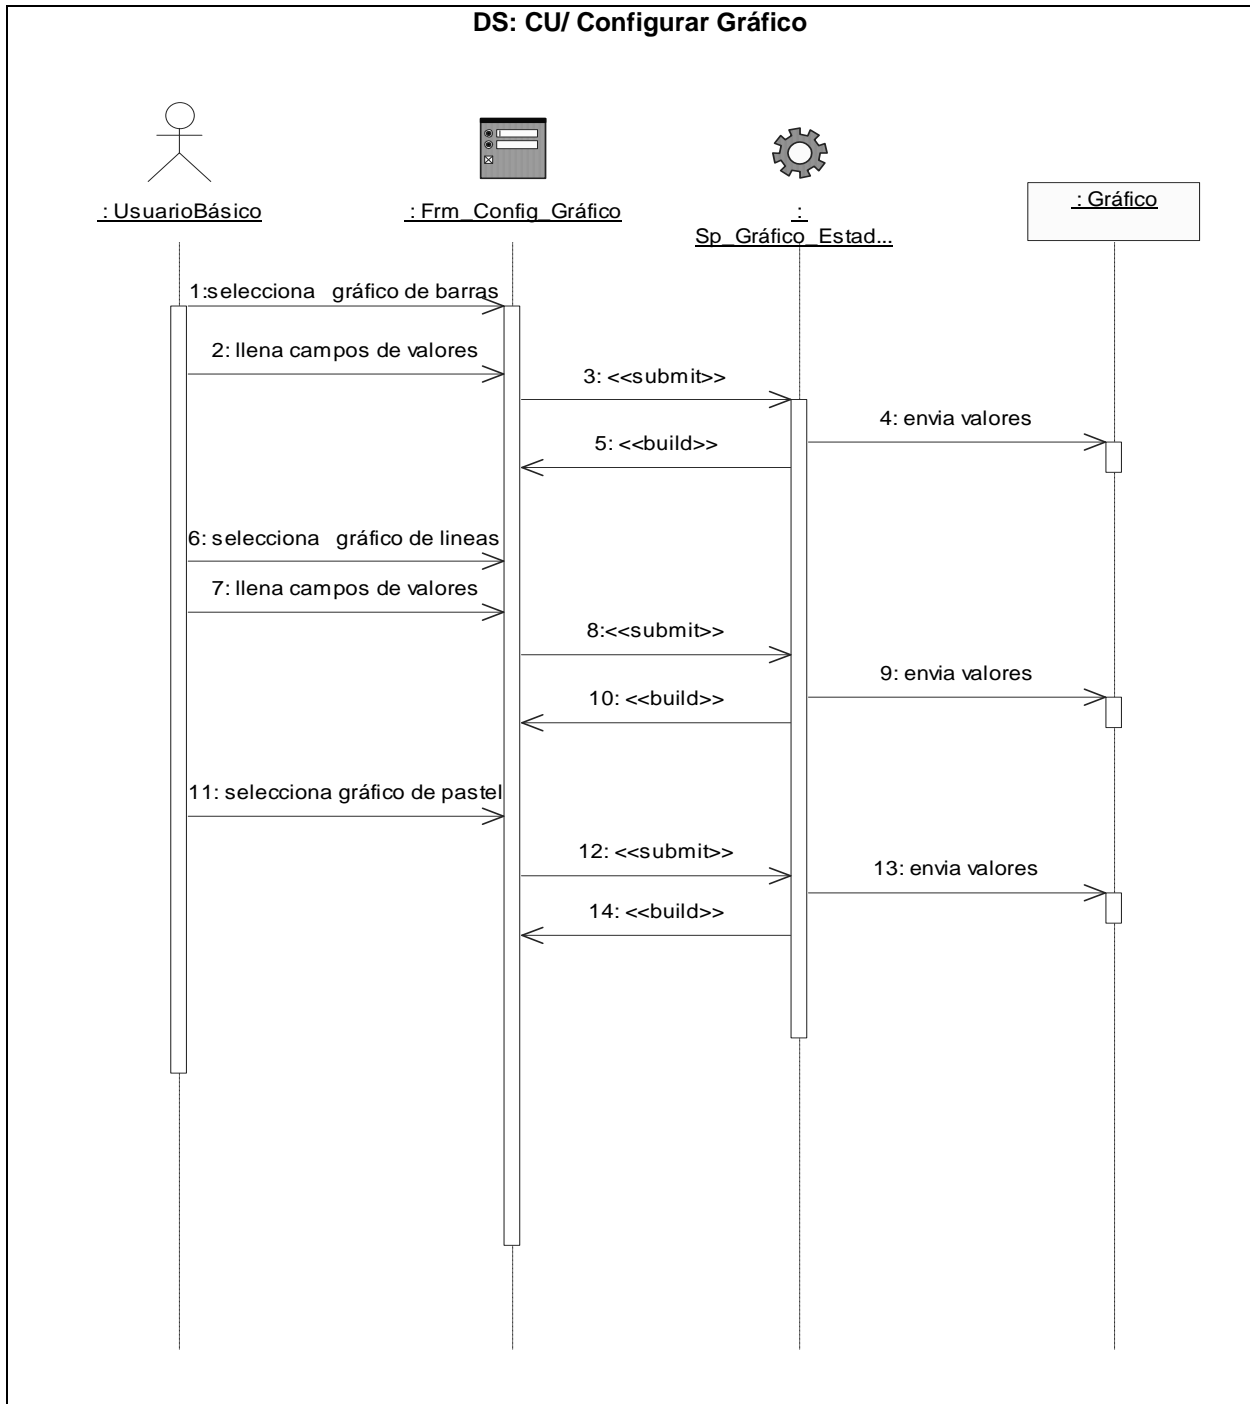 DS: CU/ Configurar Gráfico
: UsuarioBásico
: Frm_Config_Gráfico
:
Sp_Gráfico_Estad...
: Gráfico
1:selecciona gráfico de barras
2: llena campos de valores
3: <<submit>>
4: envia valores
5: <<build>>
6: selecciona gráfico de lineas
7: llena campos de valores
8:<<submit>>
9: envia valores
10: <<build>>
11: selecciona gráfico de pastel
12: <<submit>>
13: envia valores
14: <<build>>